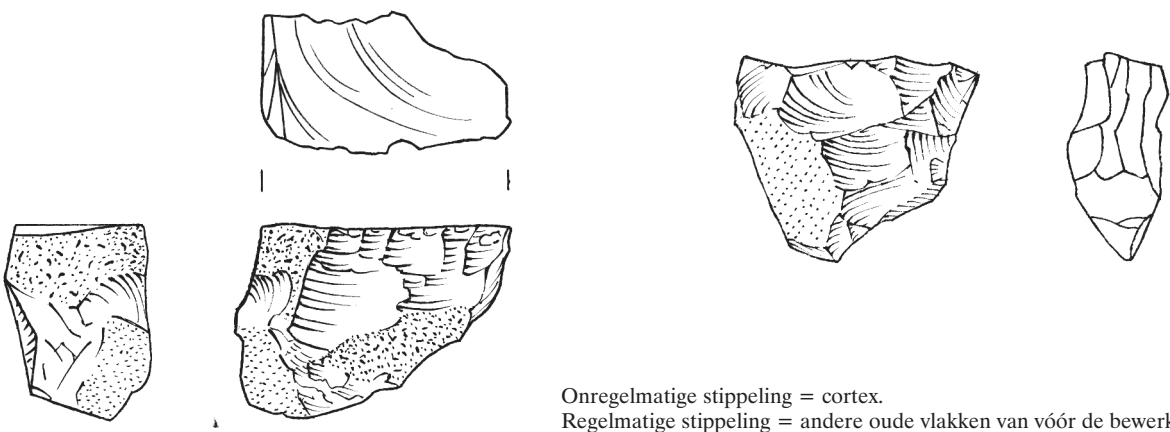 Onregelmatige stippeling = cortex.
Regelmatige stippeling = andere oude vlakken van vóór de bewerk